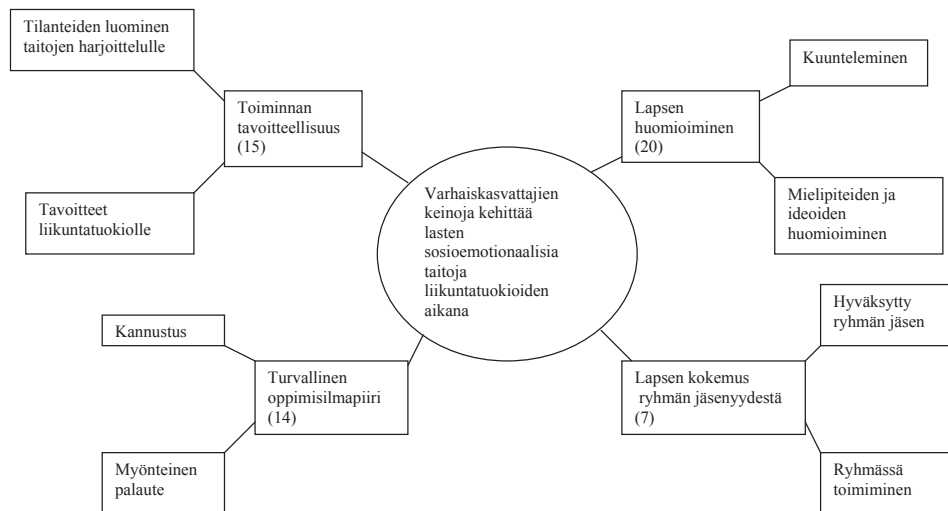 Tilanteiden luominen
taitojen harjoittelulle
Toiminnan
tavoitteellisuus
(15)
Tavoitteet
liikuntatuokiolle
Kuunteleminen
Lapsen
huomioiminen
(20)
Mielipiteiden ja
ideoiden
huomioiminen
Varhaiskasvattajien
keinoja kehittää
lasten
sosioemotionaalisia
taitoja
liikuntatuokioiden
aikana
Kannustus
Turvallinen
oppimisilmapiiri
(14)
Myönteinen
palaute
Hyväksytty
ryhmän jäsen
Lapsen kokemus
ryhmän jäsenyydestä
(7)
Ryhmässä
toimiminen